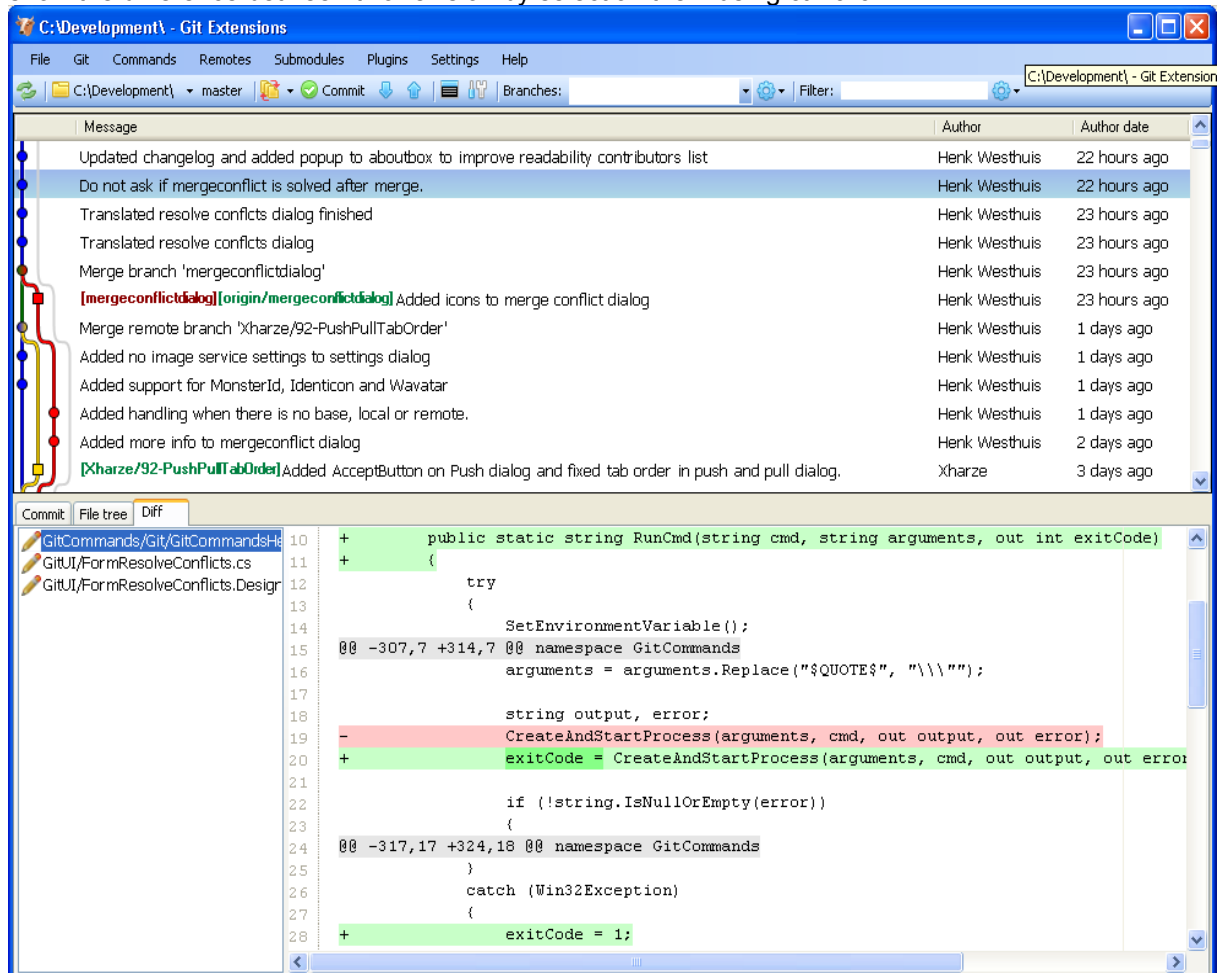 C:\Development\ - Git Extensions
File Git Commands Remotes Submodules Plugins Settings Help
C:\Development\ - Git Extension
C:\Development\ master Commit Branches: Filter:
Message Author Author date
Updated changelog and added popup to aboutbox to improve readability contributors list Henk Westhuis 22 hours ago
Do not ask if mergeconflict is solved after merge. Henk Westhuis 22 hours ago
Translated resolve conflcts dialog finished Henk Westhuis 23 hours ago
Translated resolve conflcts dialog Henk Westhuis 23 hours ago
Merge branch 'mergeconflictdialog' Henk Westhuis 23 hours ago
[mergeconflictdialog][origin/mergeconflictdialog] Added icons to merge conflict dialog Henk Westhuis 23 hours ago
Merge remote branch 'Xharze/92-PushPullTabOrder' Henk Westhuis 1 days ago
Added no image service settings to settings dialog Henk Westhuis 1 days ago
Added support for MonsterId, Identicon and Wavatar Henk Westhuis 1 days ago
Added handling when there is no base, local or remote. Henk Westhuis 1 days ago
Added more info to mergeconflict dialog Henk Westhuis 2 days ago
[Xharze/92-PushPullTabOrder] Added AcceptButton on Push dialog and fixed tab order in push and pull dialog. Xharze 3 days ago
Commit File tree Diff
GitCommands/Git/GitCommandsHe
GitUI/FormResolveConflicts.cs
GitUI/FormResolveConflicts.Design
10 + public static string RunCmd(string cmd, string arguments, out int exitCode)
11 + {
12 try
13 {
14 SetEnvironmentVariable();
15 @@ -307,7 +314,7 @@ namespace GitCommands
16 arguments = arguments.Replace("$QUOTE$", "\\\"");
17
18 string output, error;
19 - CreateAndStartProcess(arguments, cmd, out output, out error);
20 + exitCode = CreateAndStartProcess(arguments, cmd, out output, out error
21
22 if (!string.IsNullOrEmpty(error))
23 {
24 @@ -317,17 +324,18 @@ namespace GitCommands
25 }
26 catch (Win32Exception)
27 {
28 + exitCode = 1;